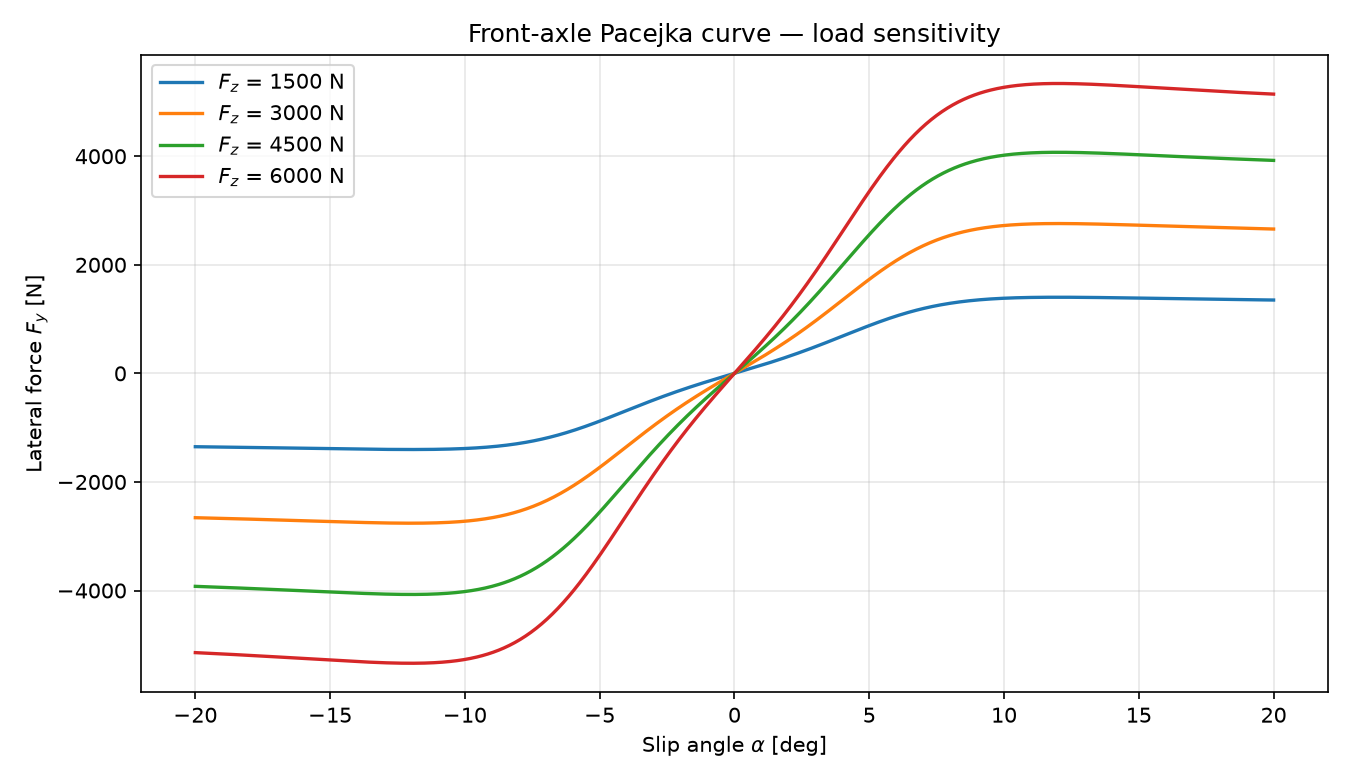 Front-axle Pacejka curve — load sensitivity
F_z = 1500 N
F_z = 3000 N
F_z = 4500 N
F_z = 6000 N
Lateral force F_y [N]
4000
2000
0
−2000
−4000
−20 −15 −10 −5 0 5 10 15 20
Slip angle α [deg]